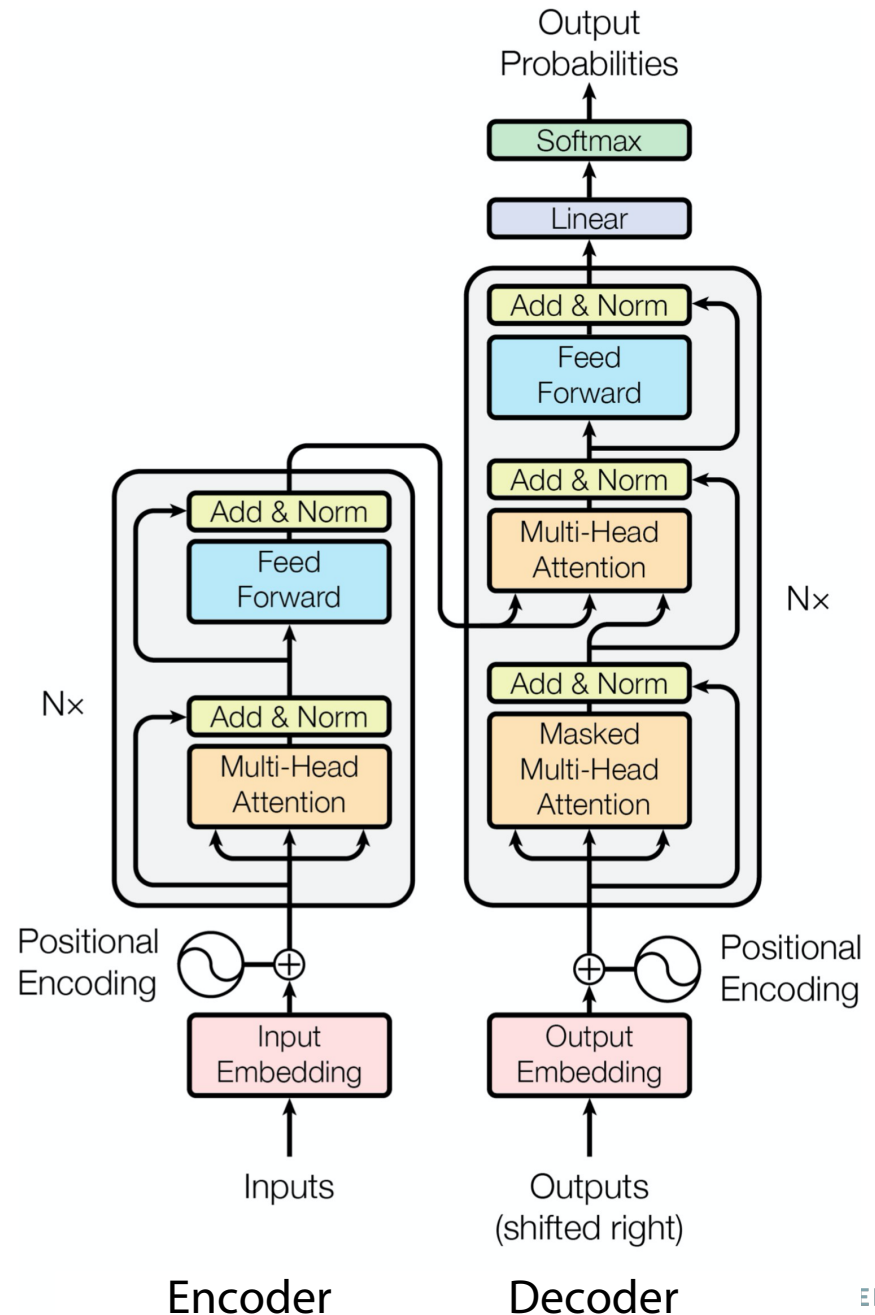 Output
Probabilities
Softmax
Linear
Add & Norm
Feed
Forward
Add & Norm
Multi-Head
Attention
Nx
Add & Norm
Masked
Multi-Head
Attention
Positional
Encoding
Output
Embedding
Outputs
(shifted right)
Decoder
Add & Norm
Feed
Forward
Nx
Add & Norm
Multi-Head
Attention
Positional
Encoding
Input
Embedding
Inputs
Encoder